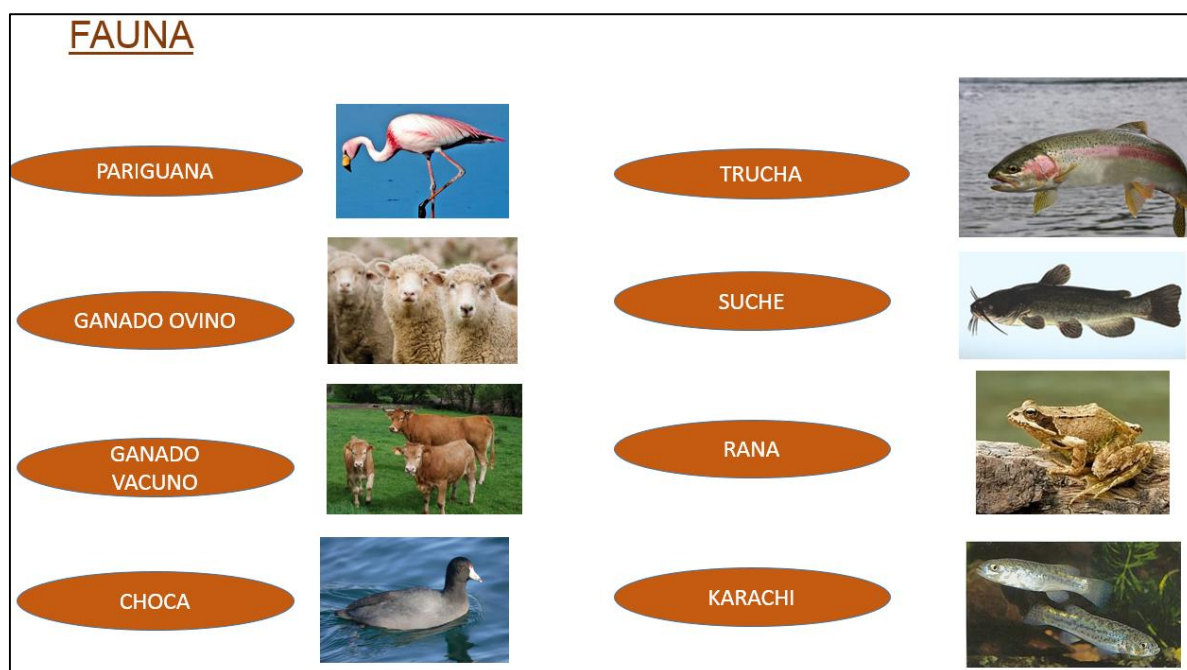 FAUNA
PARIGUANA
GANADO OVINO
GANADO
VACUNO
CHOCA
TRUCHA
SUCHE
RANA
KARACHI